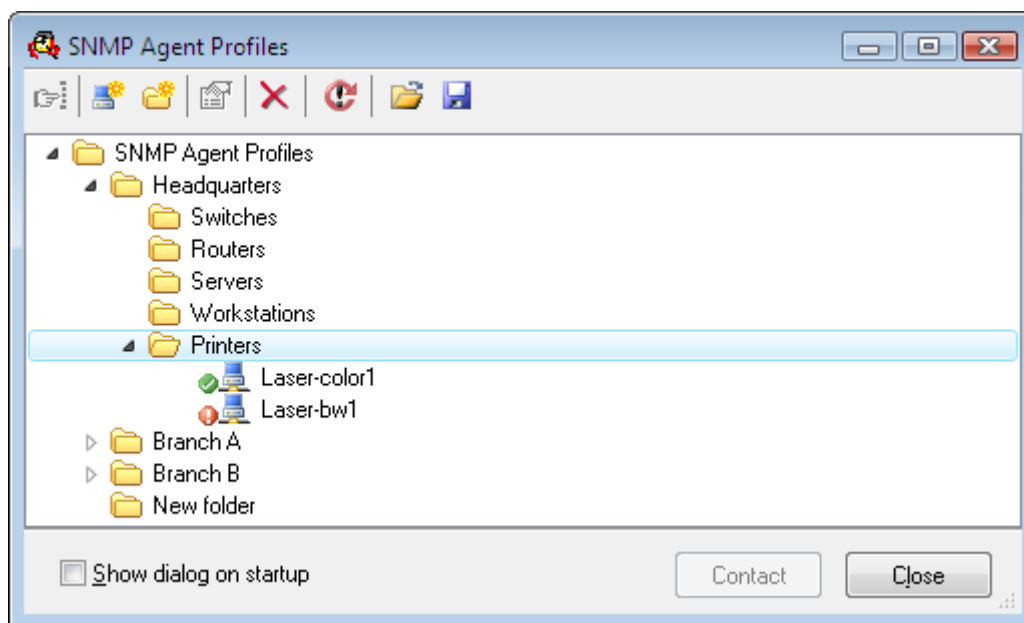 SNMP Agent Profiles
SNMP Agent Profiles
Headquarters
Switches
Routers
Servers
Workstations
Printers
Laser-color1
Laser-bw1
Branch A
Branch B
New folder
Show dialog on startup
Contact
Close